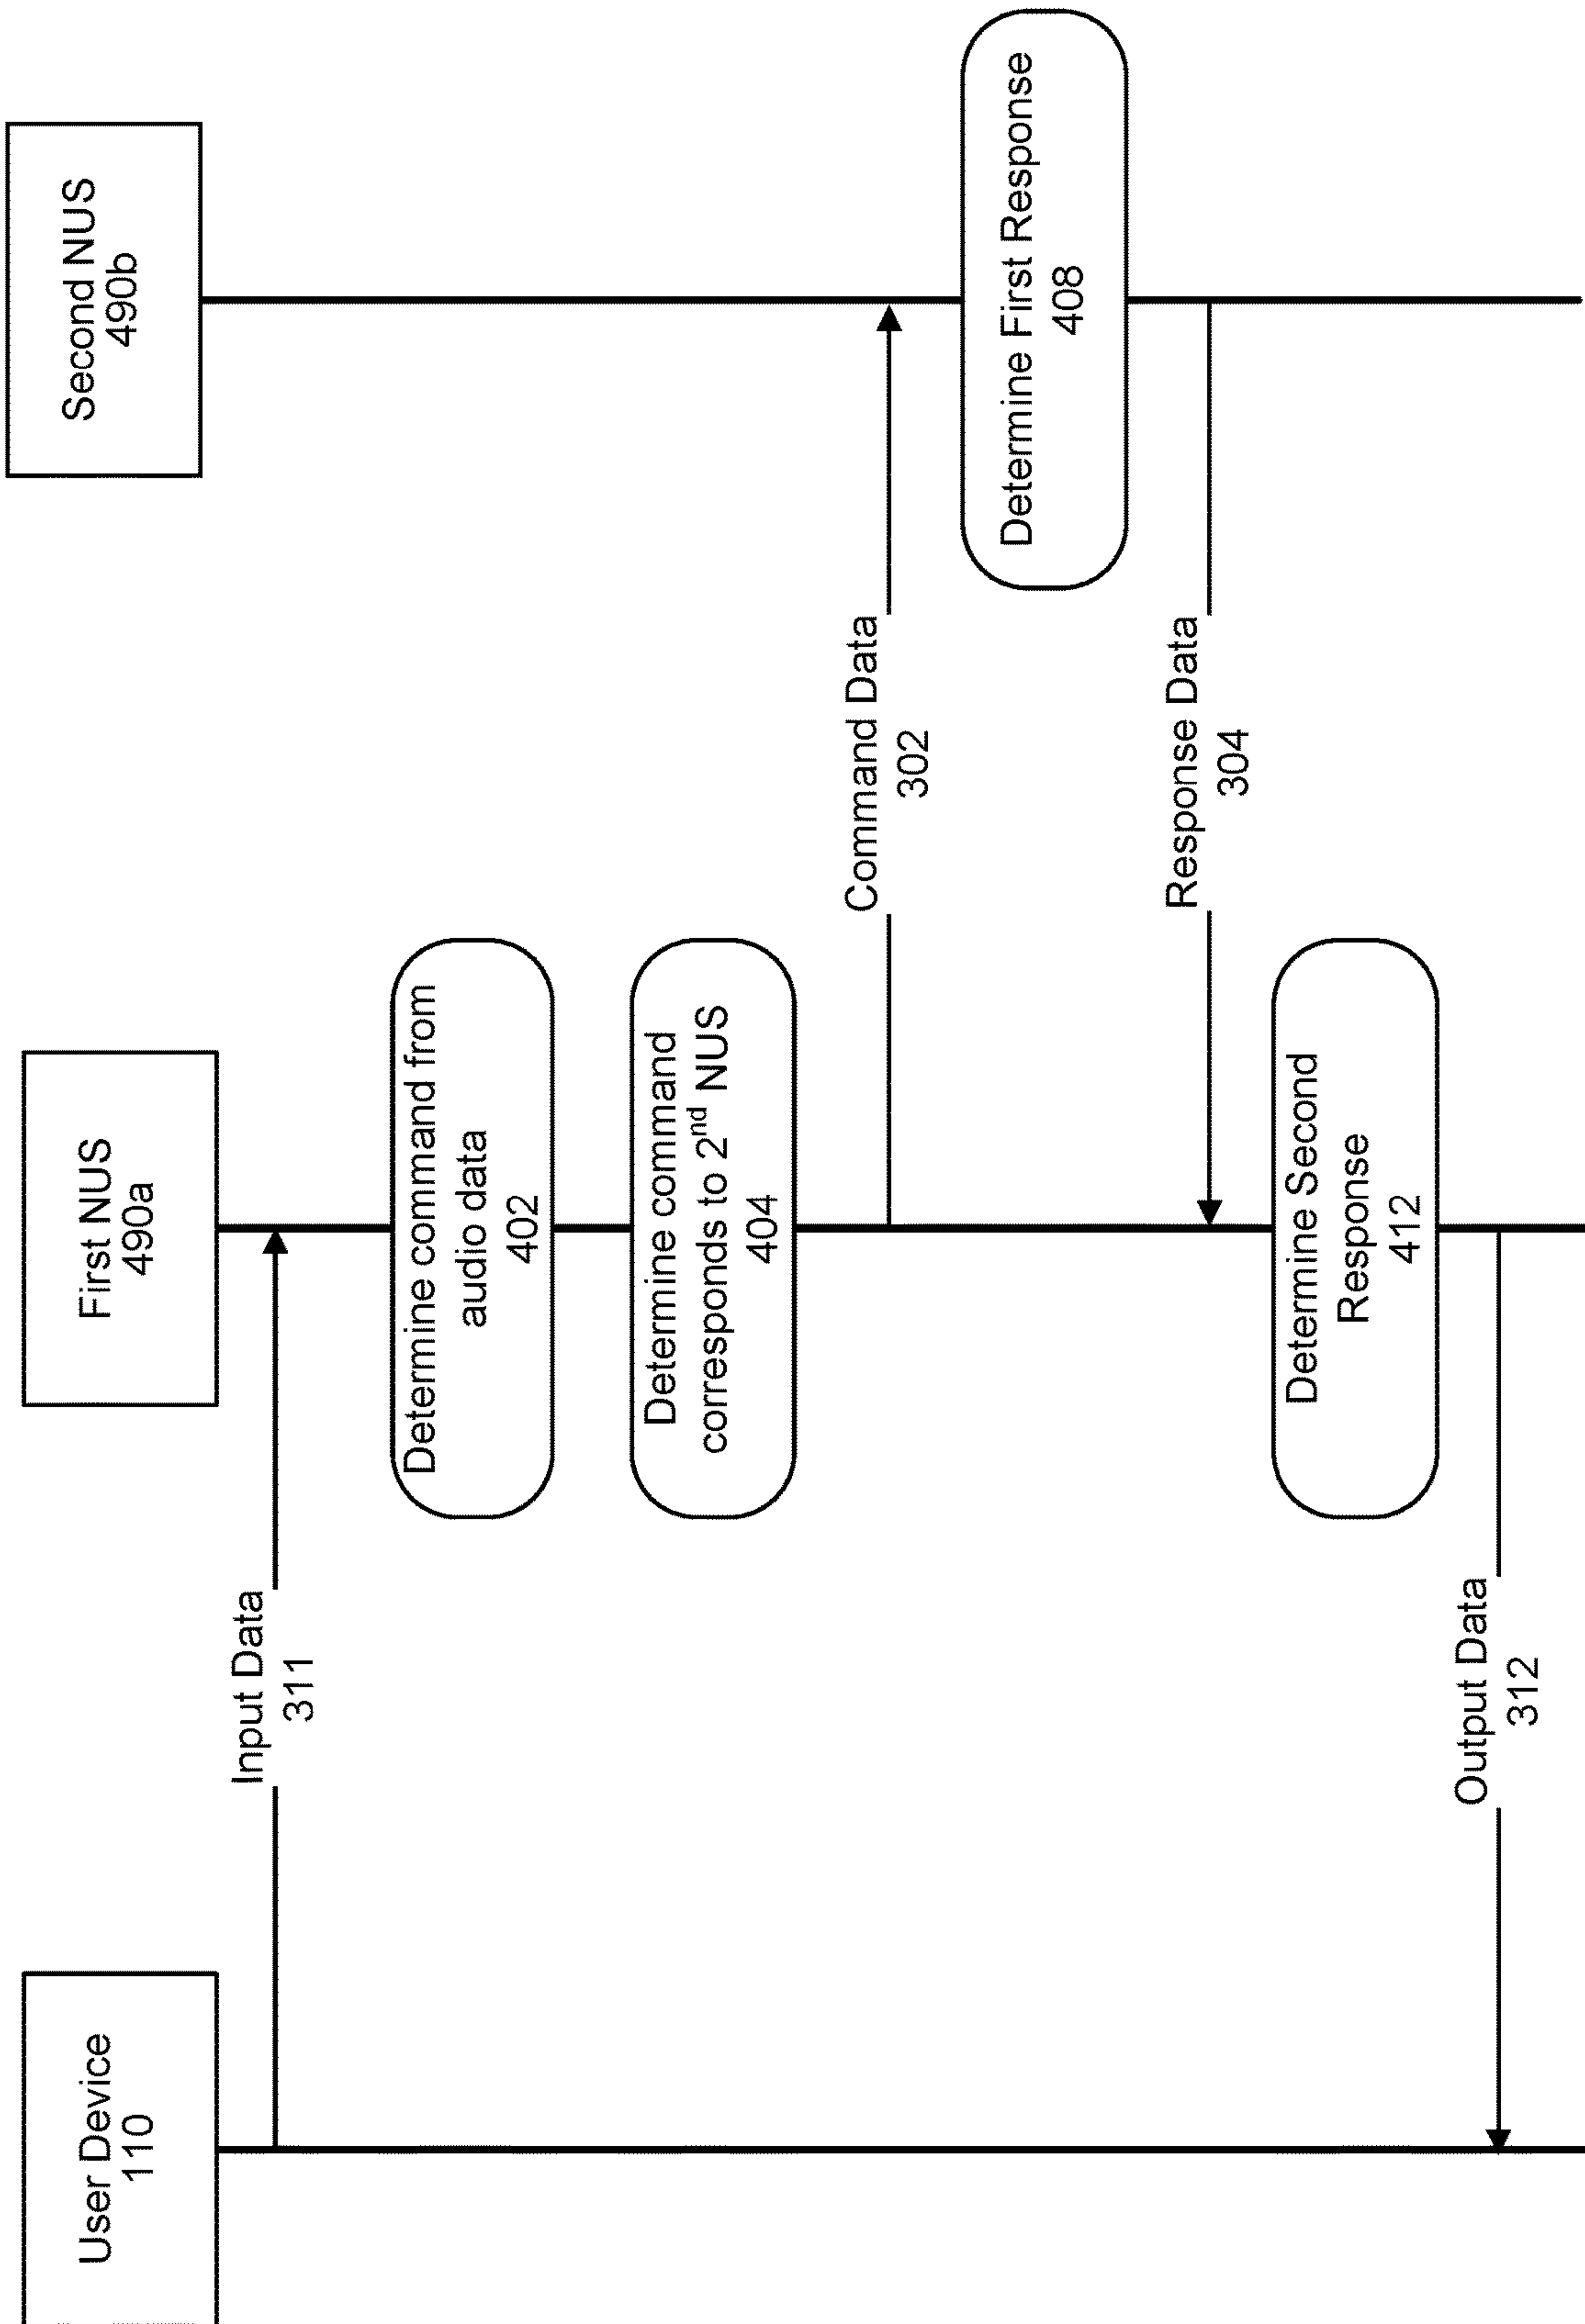 User Device
110
First NUS
490a
Second NUS
490b
Input Data
311
Determine command from
audio data
402
Determine command
corresponds to 2nd NUS
404
Command Data
302
Determine First Response
408
Response Data
304
Determine Second
Response
412
Output Data
312